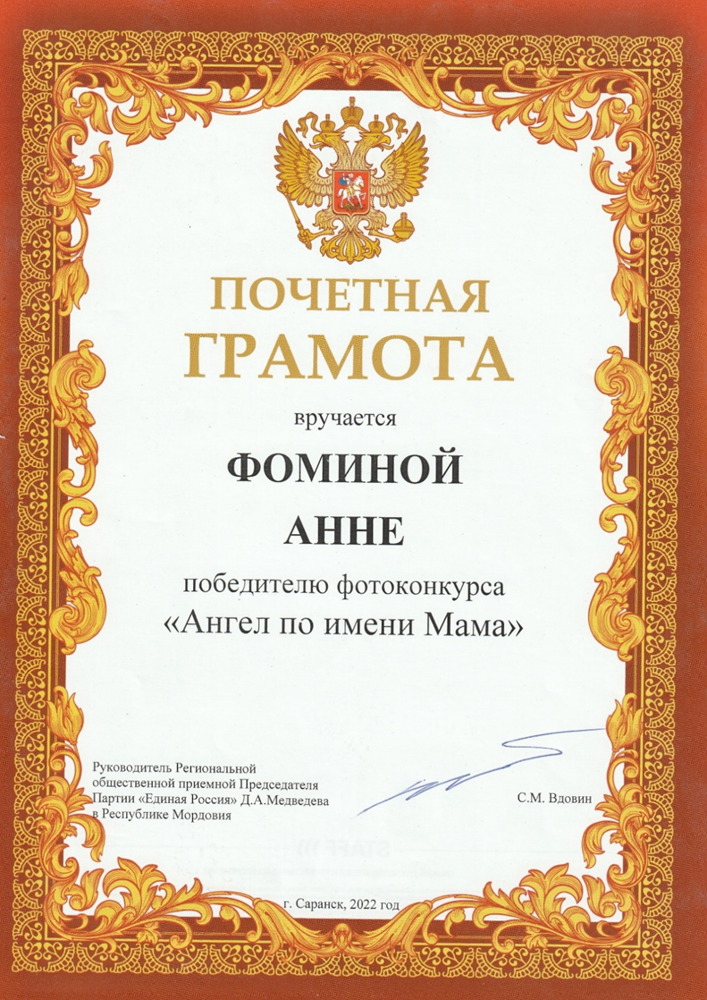 ПОЧЕТНАЯ
ГРАМОТА
вручается
ФОМИНОЙ
АННЕ
победителю фотоконкурса
«Ангел по имени Мама»
Руководитель Региональной
общественной приемной Председателя
Партии «Единая Россия» Д.А.Медведева
в Республике Мордовия
С.М. Вдовин
г. Саранск, 2022 год